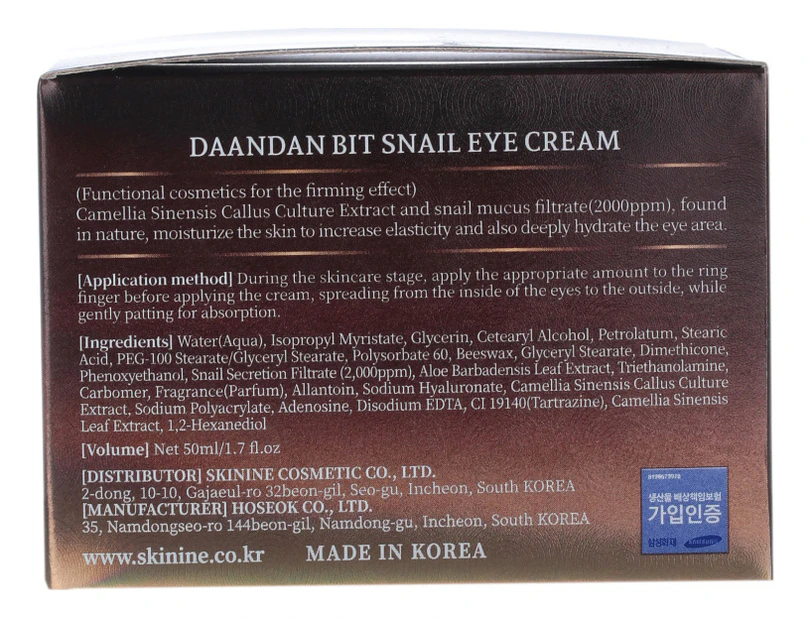 DAANDAN BIT SNAIL EYE CREAM
(Functional cosmetics for the firming effect)
Camellia Sinensis Callus Culture Extract and snail mucus filtrate(2000ppm), found
in nature, moisturize the skin to increase elasticity and also deeply hydrate the eye area.
[Application method] During the skincare stage, apply the appropriate amount to the ring
finger before applying the cream, spreading from the inside of the eyes to the outside, while
gently patting for absorption.
[Ingredients] Water(Aqua), Isopropyl Myristate, Glycerin, Cetearyl Alcohol, Petrolatum, Stearic
Acid, PEG-100 Stearate/Glyceryl Stearate, Polysorbate 60, Beeswax, Glyceryl Stearate, Dimethicone,
Phenoxyethanol, Snail Secretion Filtrate (2,000ppm), Aloe Barbadensis Leaf Extract, Triethanolamine,
Carbomer, Fragrance(Parfum), Allantoin, Sodium Hyaluronate, Camellia Sinensis Callus Culture
Extract, Sodium Polyacrylate, Adenosine, Disodium EDTA, CI 19140(Tartrazine), Camellia Sinensis
Leaf Extract, 1,2-Hexanediol
[Volume] Net 50ml/1.7 fl.oz
[DISTRIBUTOR] SKININE COSMETIC CO., LTD.
2-dong, 10-10, Gajaeul-ro 32beon-gil, Seo-gu, Incheon, South KOREA
[MANUFACTURER] HOSEOK CO., LTD.
35, Namdongseo-ro 144beon-gil, Namdong-gu, Incheon, South KOREA
www.skinine.co.kr MADE IN KOREA
생산물 배상책임보험
가입인증
삼성화재 SAMSUNG